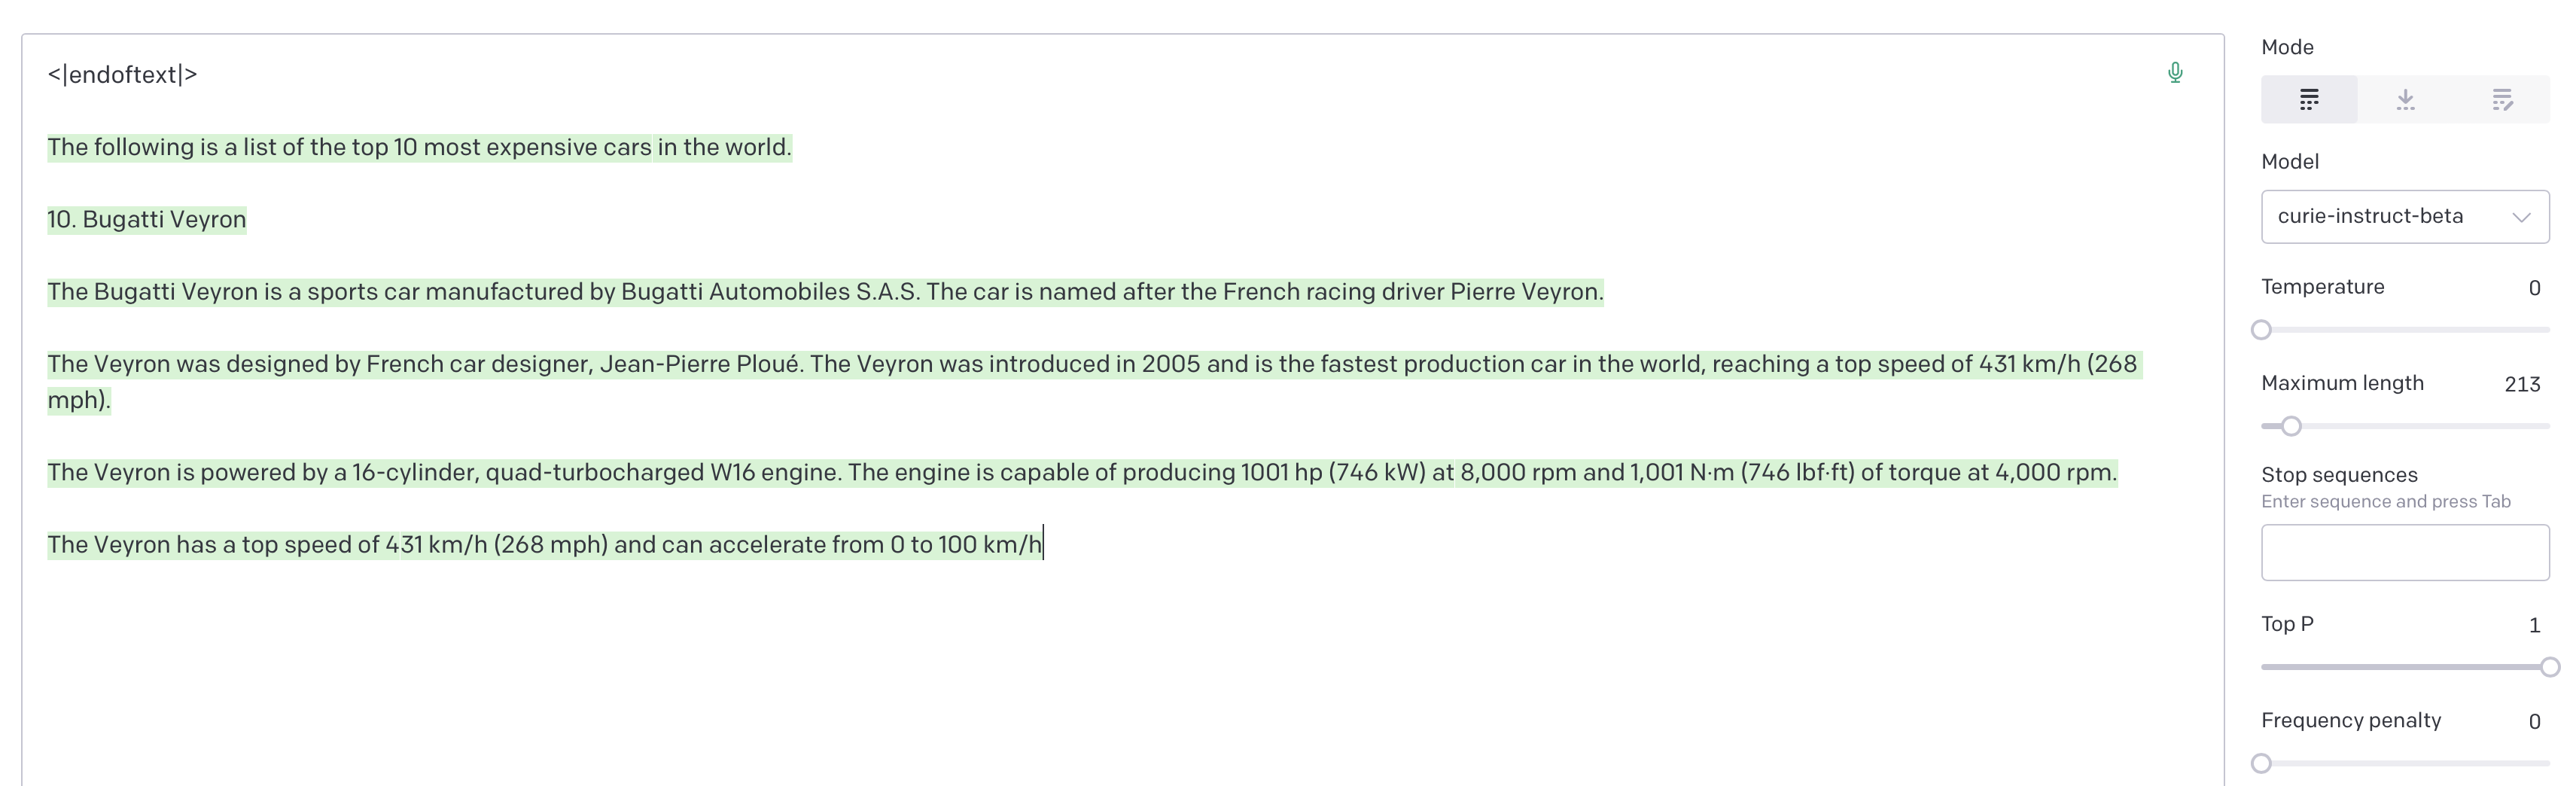 <|endoftext|>
The following is a list of the top 10 most expensive cars in the world.
10. Bugatti Veyron
The Bugatti Veyron is a sports car manufactured by Bugatti Automobiles S.A.S. The car is named after the French racing driver Pierre Veyron.
The Veyron was designed by French car designer, Jean-Pierre Ploué. The Veyron was introduced in 2005 and is the fastest production car in the world, reaching a top speed of 431 km/h (268
mph).
The Veyron is powered by a 16-cylinder, quad-turbocharged W16 engine. The engine is capable of producing 1001 hp (746 kW) at 8,000 rpm and 1,001 N·m (746 lbf·ft) of torque at 4,000 rpm.
The Veyron has a top speed of 431 km/h (268 mph) and can accelerate from 0 to 100 km/h
Mode
Model
curie-instruct-beta
Temperature 0
Maximum length 213
Stop sequences
Enter sequence and press Tab
Top P 1
Frequency penalty 0